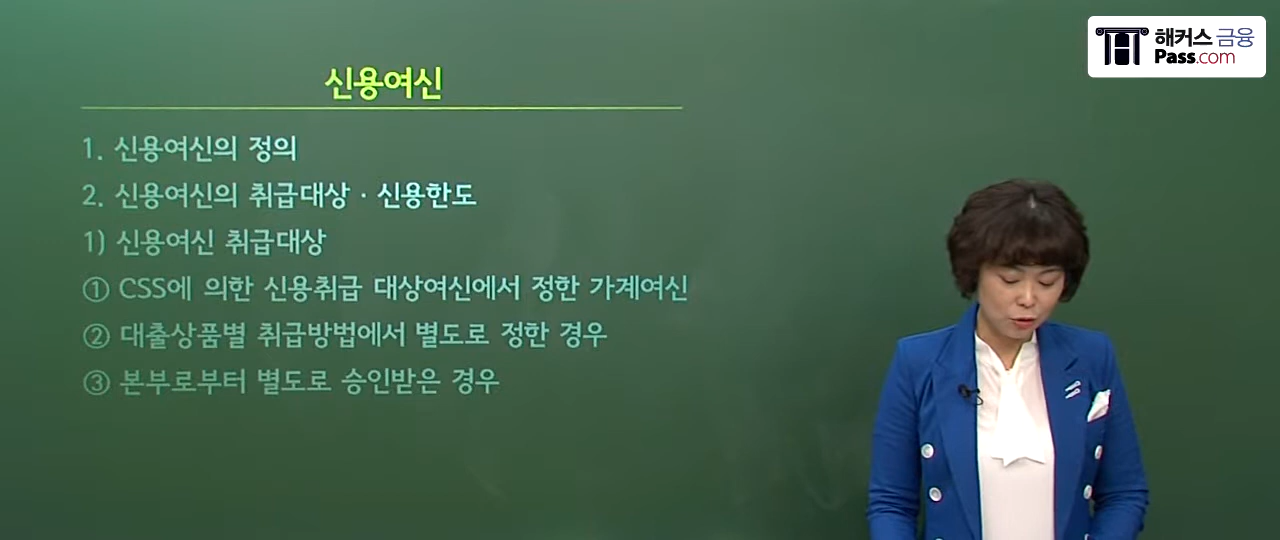 해커스 금융
Pass.com
신용여신
1. 신용여신의 정의
2. 신용여신의 취급대상 · 신용한도
1) 신용여신 취급대상
① CSS에 의한 신용취급 대상여신에서 정한 가계여신
② 대출상품별 취급방법에서 별도로 정한 경우
③ 본부로부터 별도로 승인받은 경우